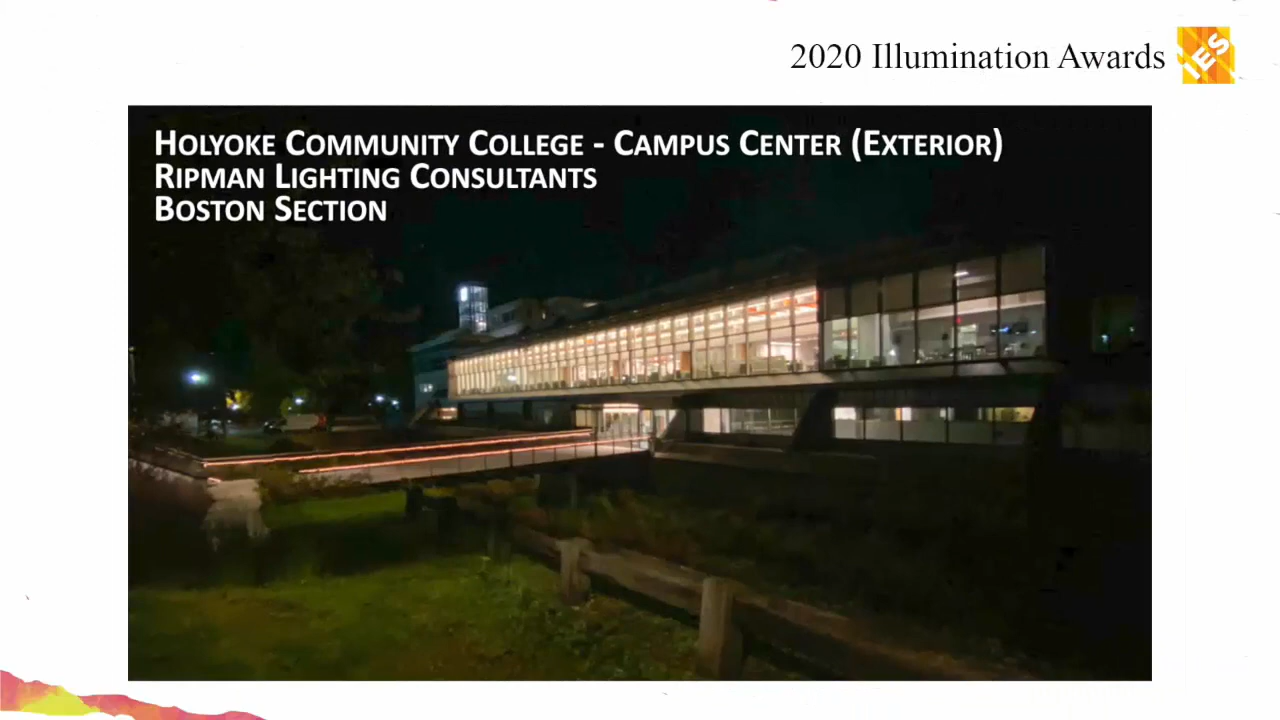 2020 Illumination Awards
IES
HOLYOKE COMMUNITY COLLEGE - CAMPUS CENTER (EXTERIOR)
RIPMAN LIGHTING CONSULTANTS
BOSTON SECTION